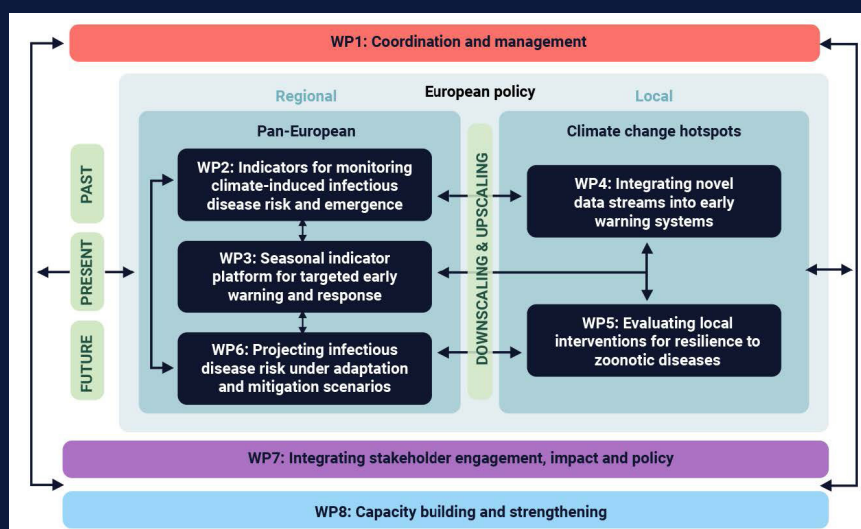 WP1: Coordination and management
European policy
Regional
Local
Pan-European
Climate change hotspots
PAST
PRESENT
FUTURE
WP2: Indicators for monitoring
climate-induced infectious
disease risk and emergence
WP3: Seasonal indicator
platform for targeted early
warning and response
WP6: Projecting infectious
disease risk under adaptation
and mitigation scenarios
DOWNSCALING & UPSCALING
WP4: Integrating novel
data streams into early
warning systems
WP5: Evaluating local
interventions for resilience to
zoonotic diseases
WP7: Integrating stakeholder engagement, impact and policy
WP8: Capacity building and strengthening